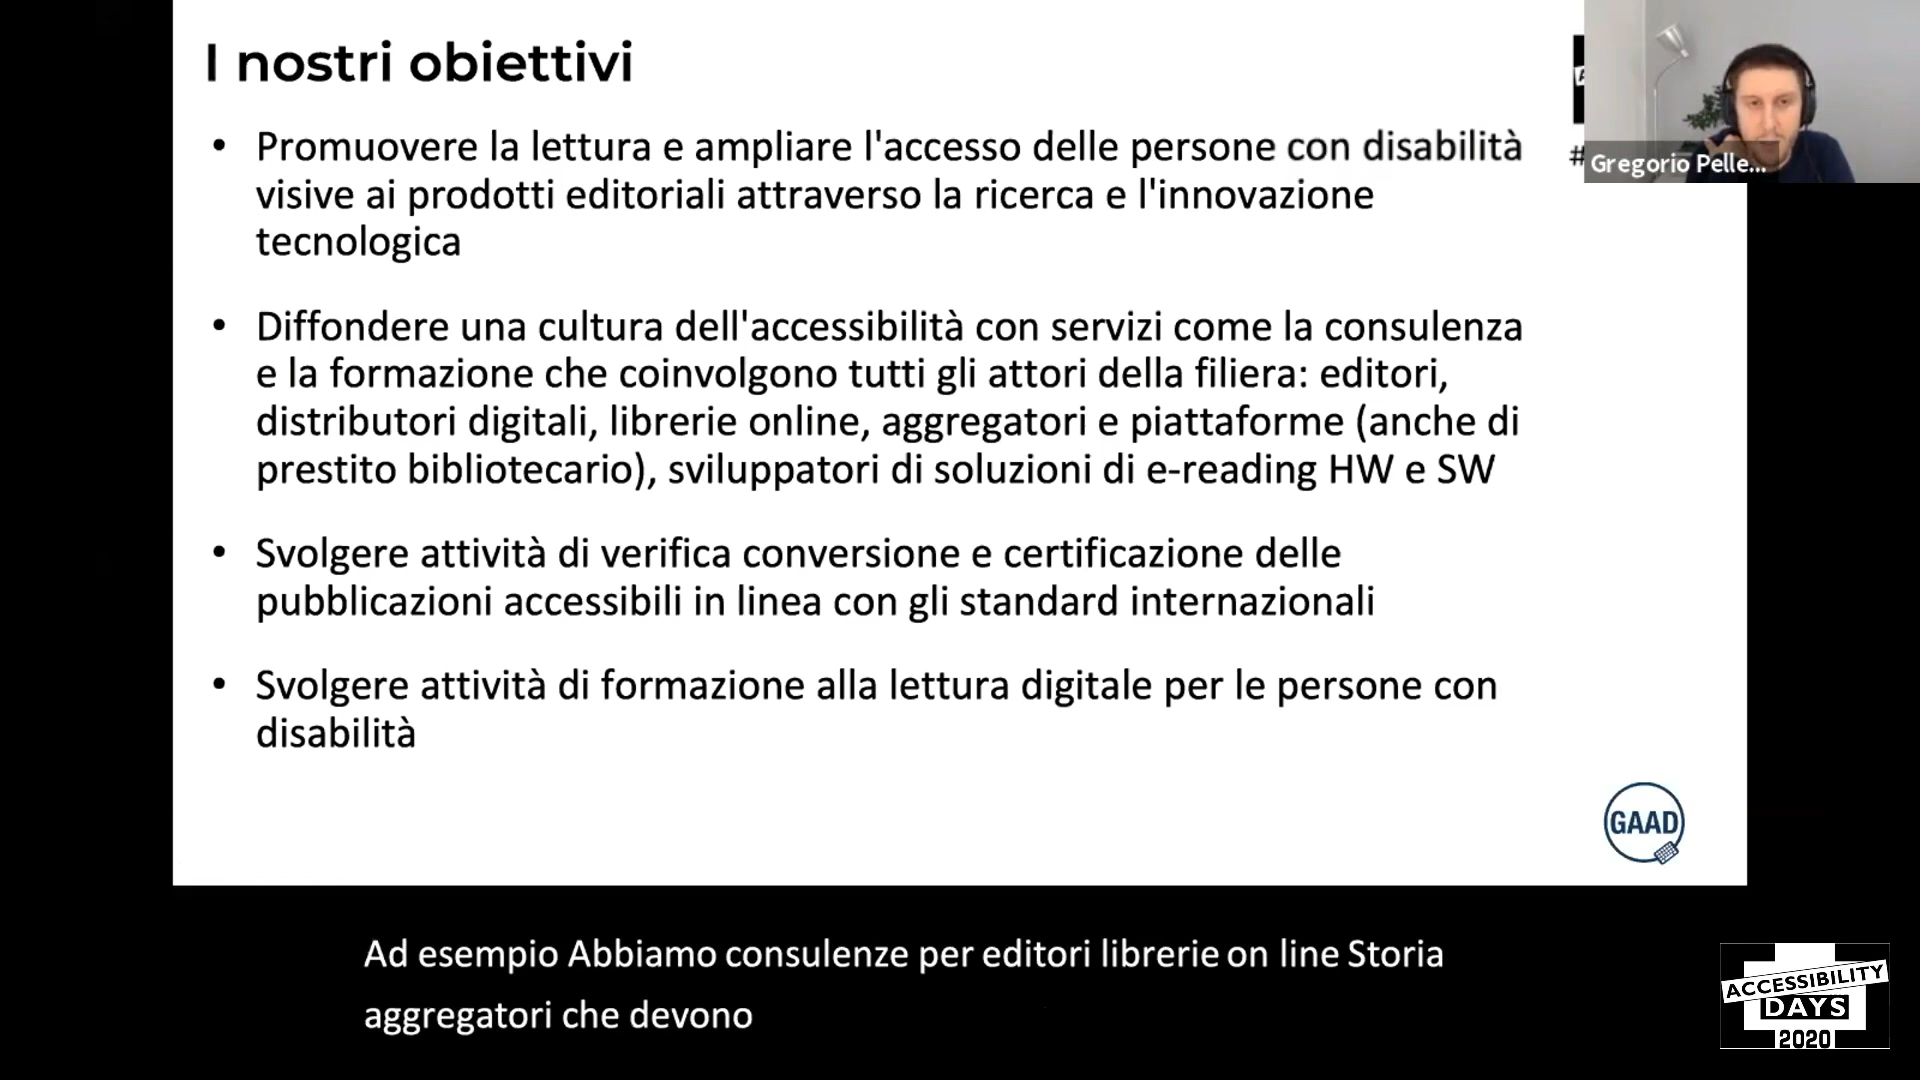 I nostri obiettivi
• Promuovere la lettura e ampliare l'accesso delle persone con disabilità
visive ai prodotti editoriali attraverso la ricerca e l'innovazione
tecnologica
• Diffondere una cultura dell'accessibilità con servizi come la consulenza
e la formazione che coinvolgono tutti gli attori della filiera: editori,
distributori digitali, librerie online, aggregatori e piattaforme (anche di
prestito bibliotecario), sviluppatori di soluzioni di e-reading HW e SW
• Svolgere attività di verifica conversione e certificazione delle
pubblicazioni accessibili in linea con gli standard internazionali
• Svolgere attività di formazione alla lettura digitale per le persone con
disabilità
#
Gregorio Pelle...
GAAD
Ad esempio Abbiamo consulenze per editori librerie on line Storia
aggregatori che devono
ACCESSIBILITY
DAYS
2020